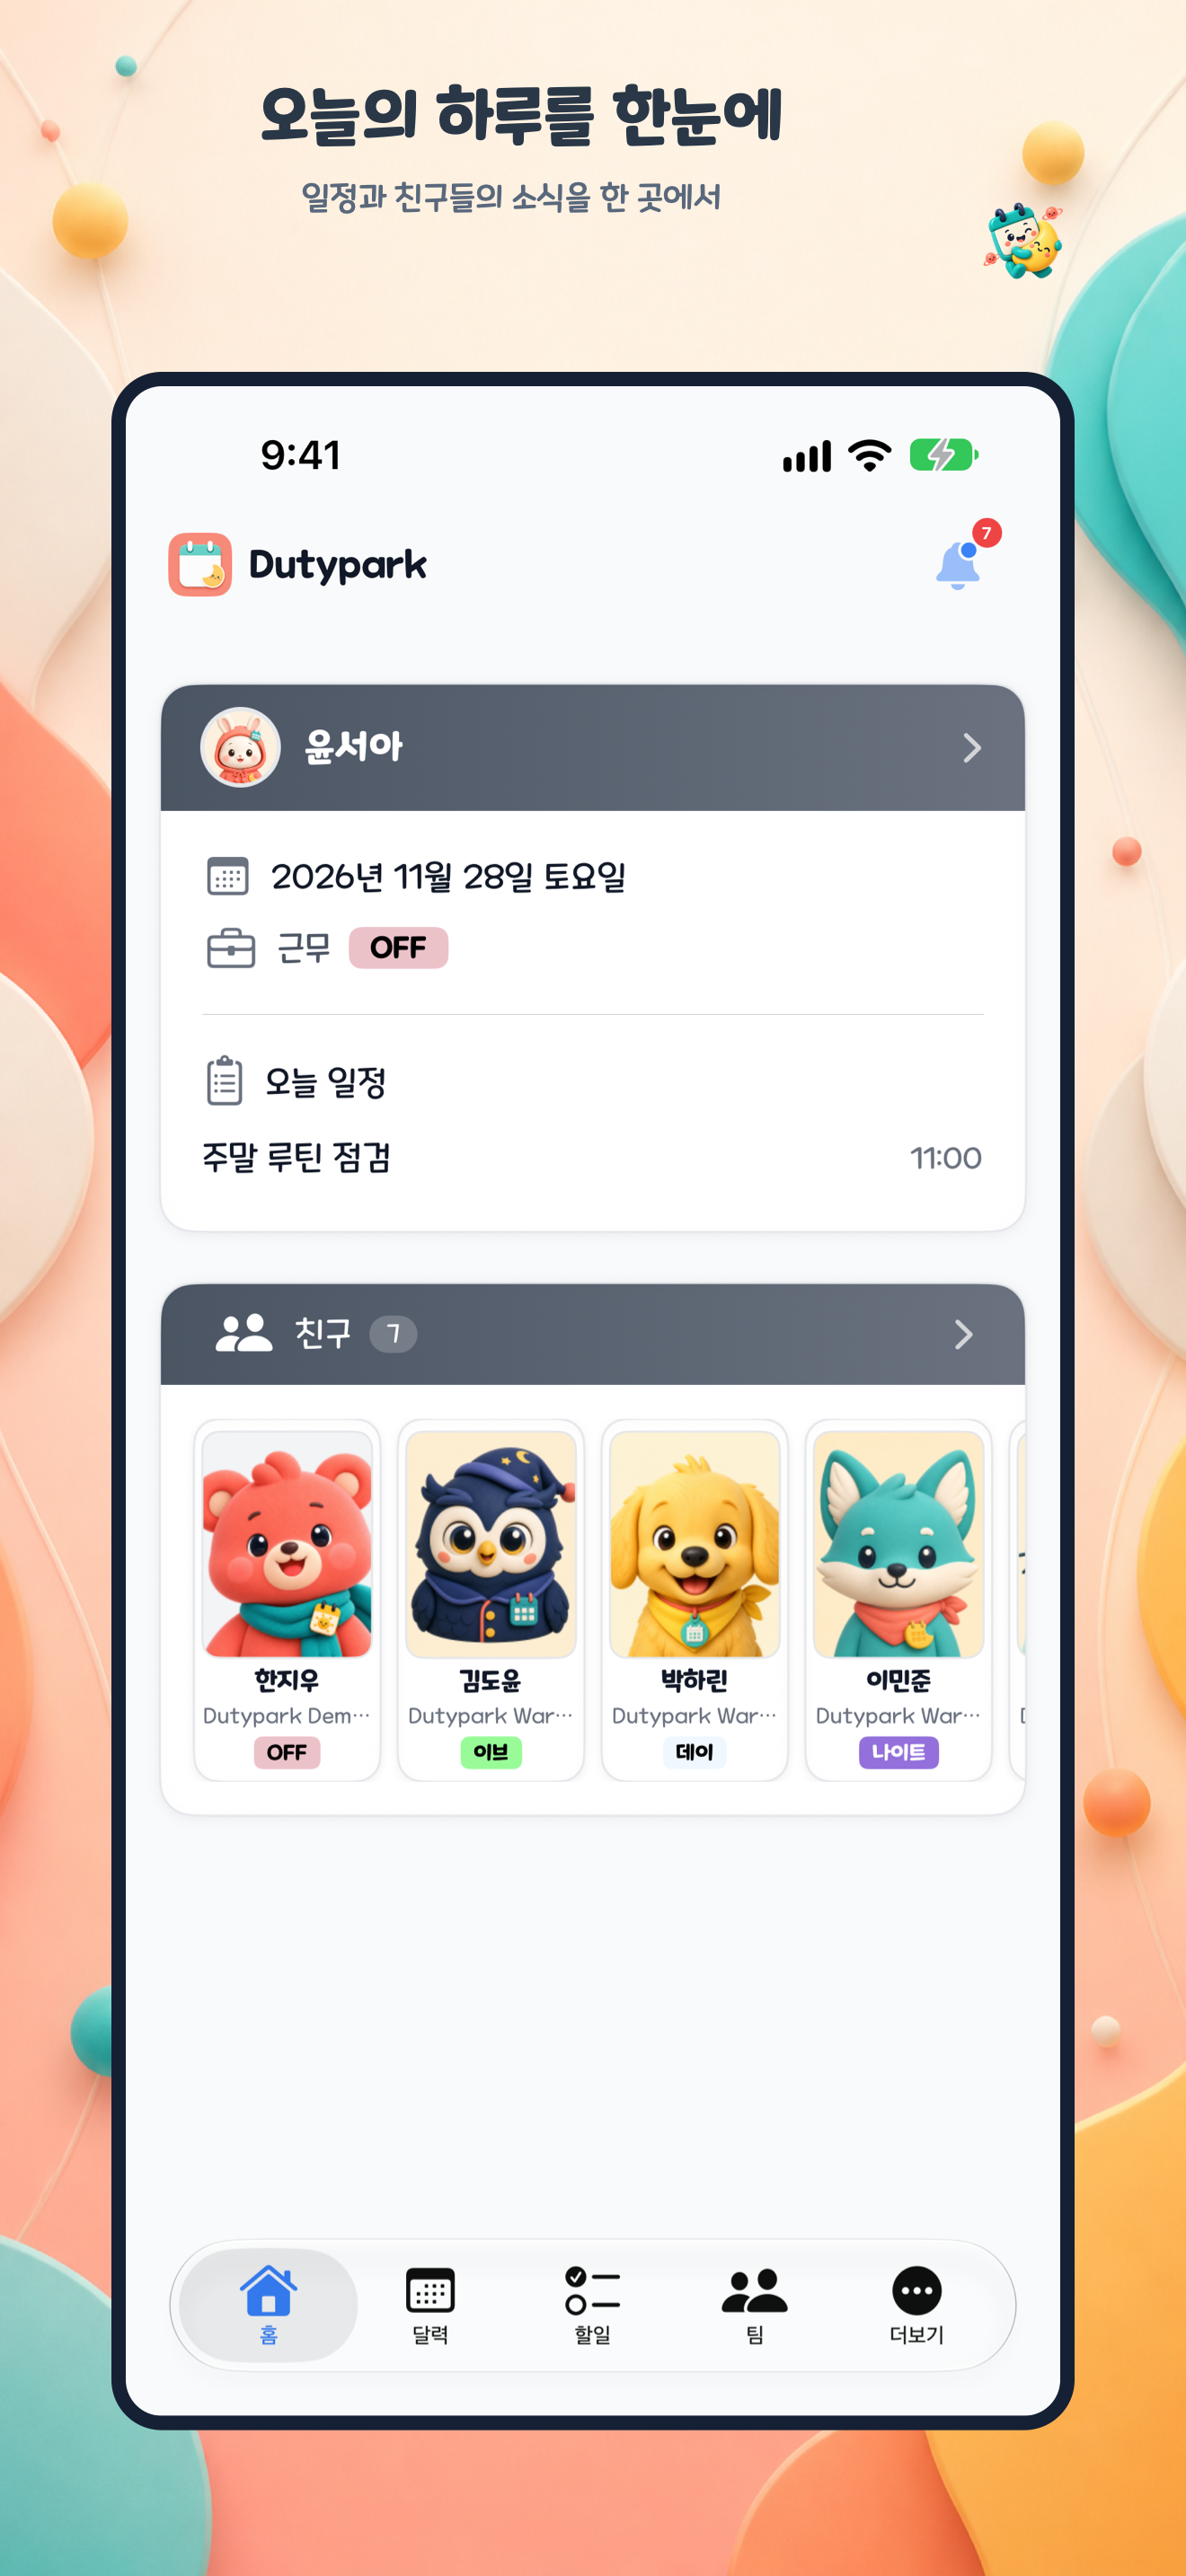 오늘의 하루를 한눈에
일정과 친구들의 소식을 한 곳에서
9:41
Dutypark
7
윤서아
2026년 11월 28일 토요일
근무 OFF
오늘 일정
주말 루틴 점검 11:00
친구 7
한지우 김도윤 박하린 이민준
Dutypark Dem… Dutypark War… Dutypark War… Dutypark War…
OFF 이브 데이 나이트
홈 달력 할일 팀 더보기